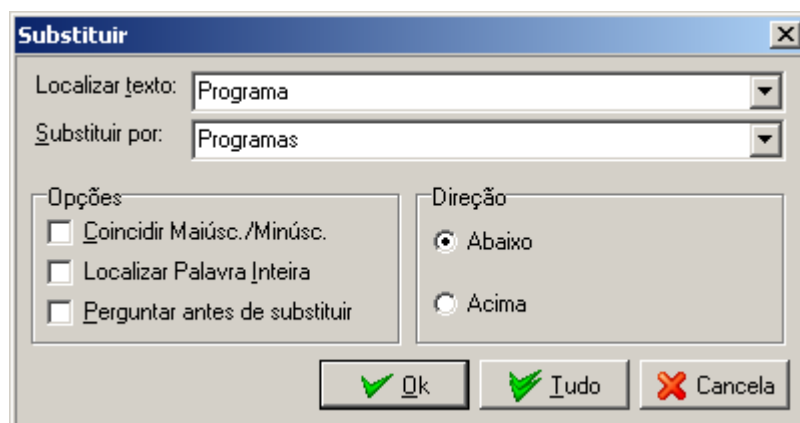 Substituir
Localizar texto: Programa
Substituir por: Programas
Opções
Coincidir Maiúsc./Minúsc.
Localizar Palavra Inteira
Perguntar antes de substituir
Direção
Abaixo
Acima
Ok Tudo Cancela